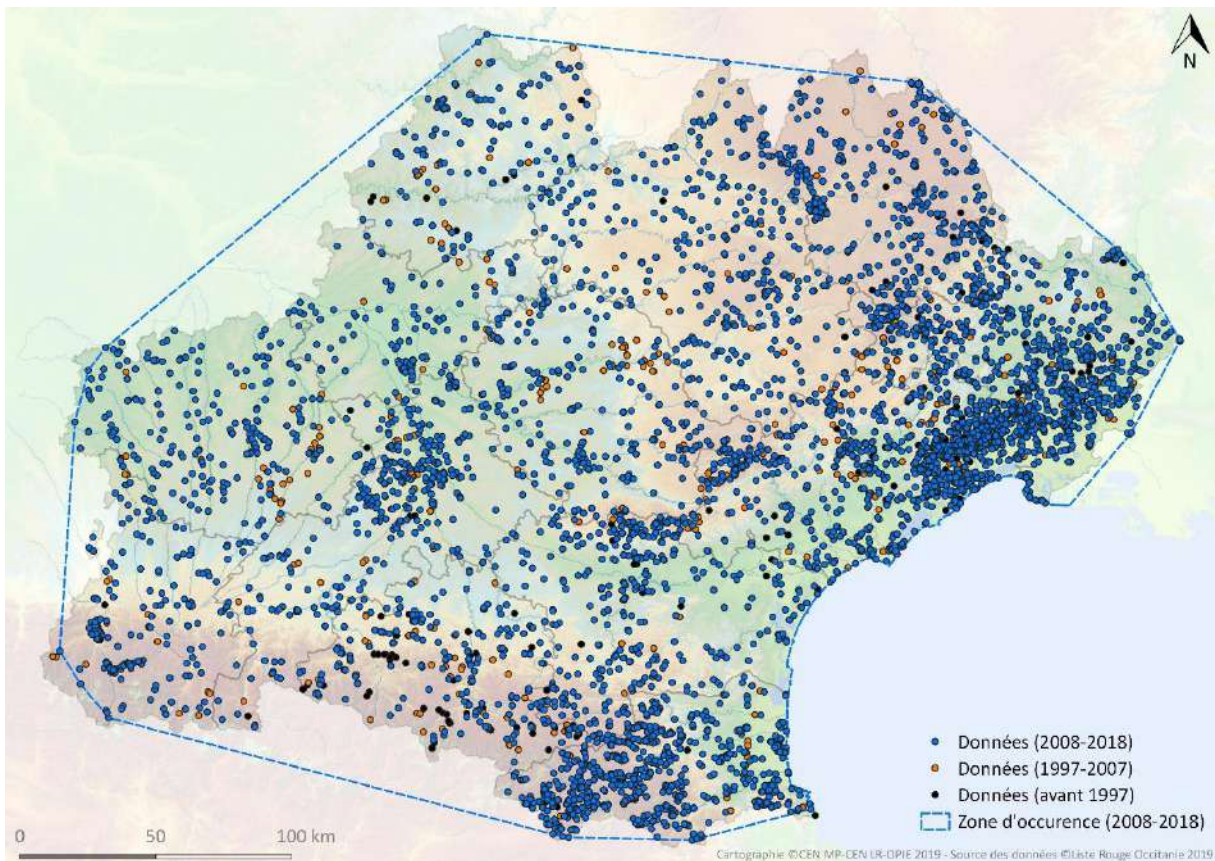 N
Données (2008-2018)
Données (1997-2007)
Données (avant 1997)
Zone d'occurence (2008-2018)
0 50 100 km
Cartographie ©CEN MP-CEN LR-OPIE 2019 - Source des données ©Liste Rouge Occitanie 2019